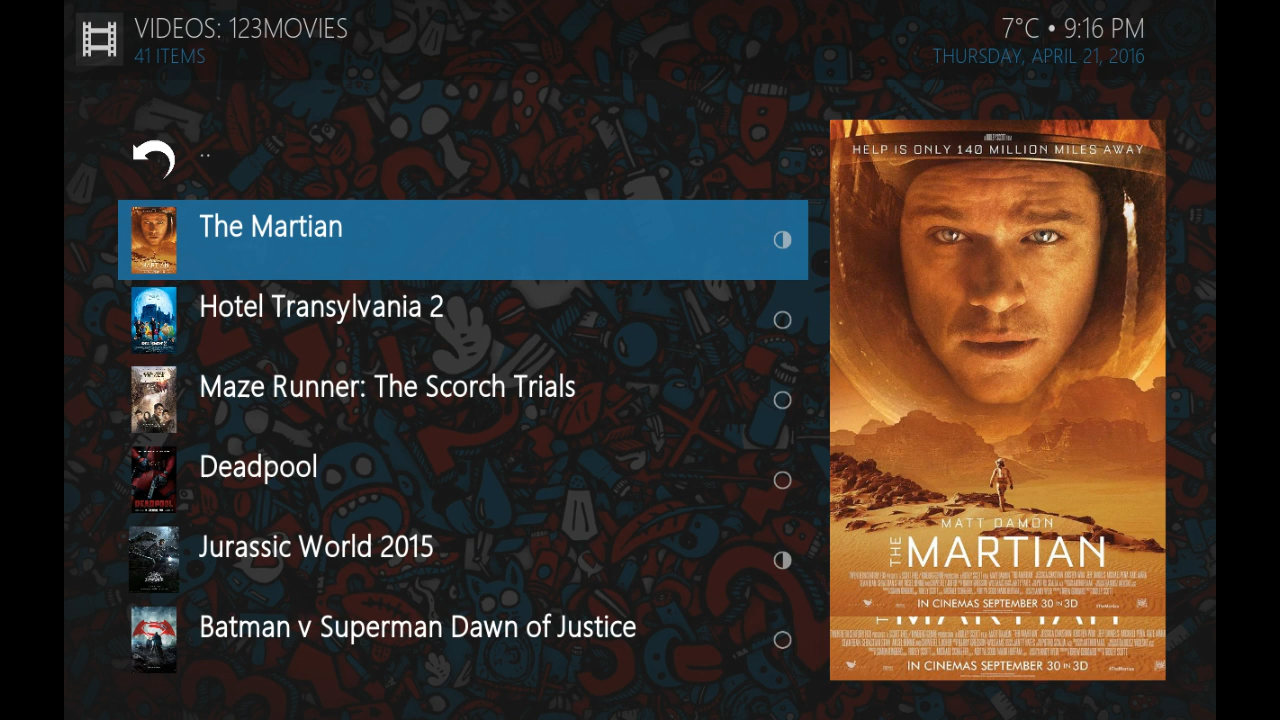 VIDEOS: 123MOVIES
41 ITEMS
7°C • 9:16 PM
THURSDAY, APRIL 21, 2016
..
The Martian
Hotel Transylvania 2
Maze Runner: The Scorch Trials
Deadpool
Jurassic World 2015
Batman v Superman Dawn of Justice
HELP IS ONLY 140 MILLION MILES AWAY
MATT DAMON
THE MARTIAN
IN CINEMAS SEPTEMBER 30 IN 3D
IN CINEMAS SEPTEMBER 30 IN 3D
DEADPOOL